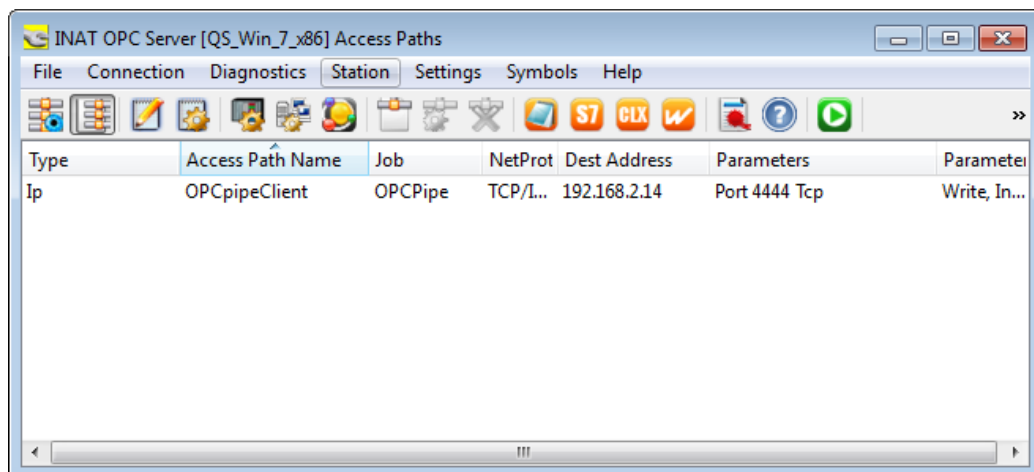 INAT OPC Server [QS_Win_7_x86] Access Paths
File Connection Diagnostics Station Settings Symbols Help
S7 CLX W ? »
Type Access Path Name Job NetProt Dest Address Parameters Parameter
Ip OPCpipeClient OPCPipe TCP/I... 192.168.2.14 Port 4444 Tcp Write, In...